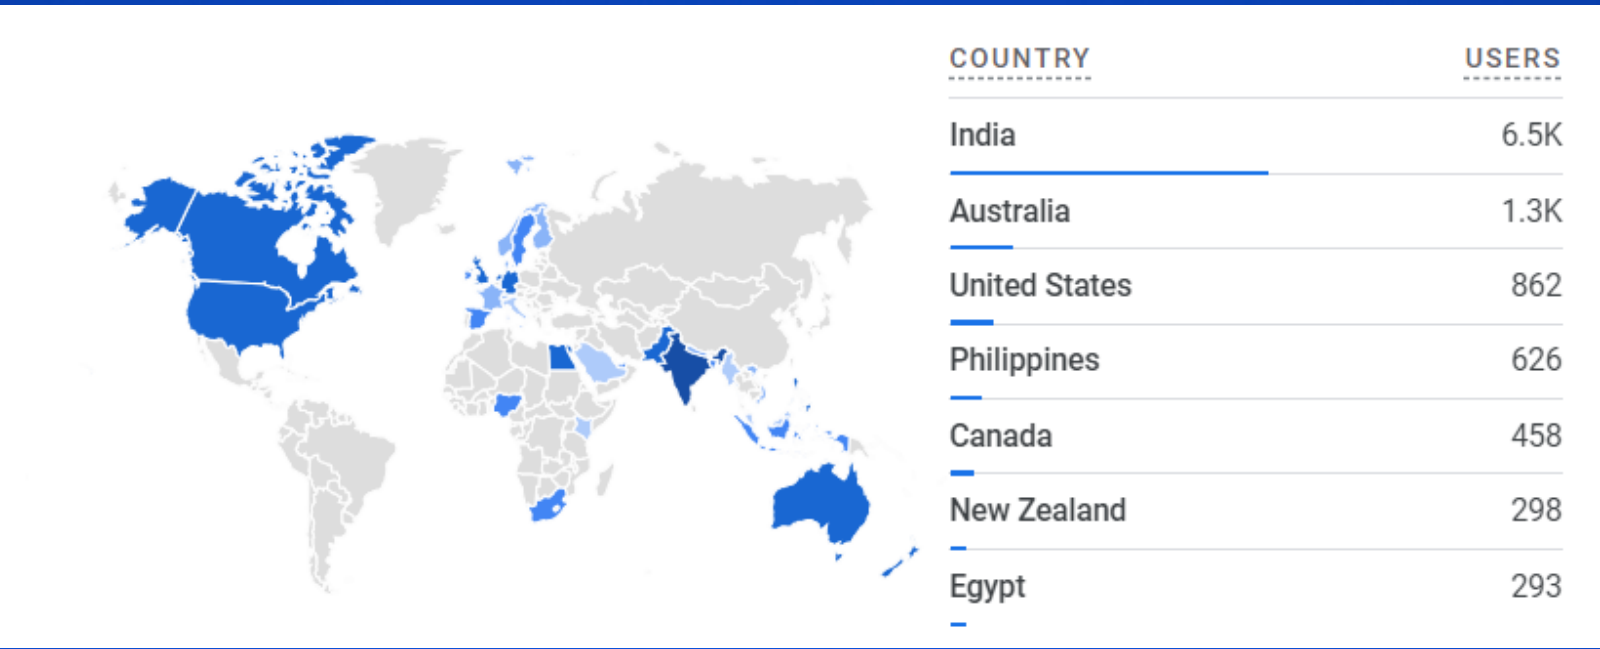 COUNTRY USERS
India 6.5K
Australia 1.3K
United States 862
Philippines 626
Canada 458
New Zealand 298
Egypt 293